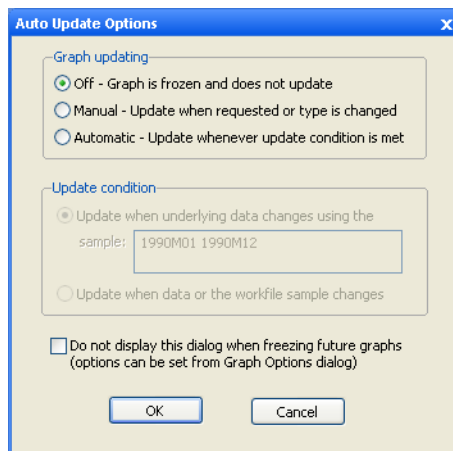 Auto Update Options
Graph updating
Off - Graph is frozen and does not update
Manual - Update when requested or type is changed
Automatic - Update whenever update condition is met
Update condition
Update when underlying data changes using the
sample: 1990M01 1990M12
Update when data or the workfile sample changes
Do not display this dialog when freezing future graphs
(options can be set from Graph Options dialog)
OK Cancel